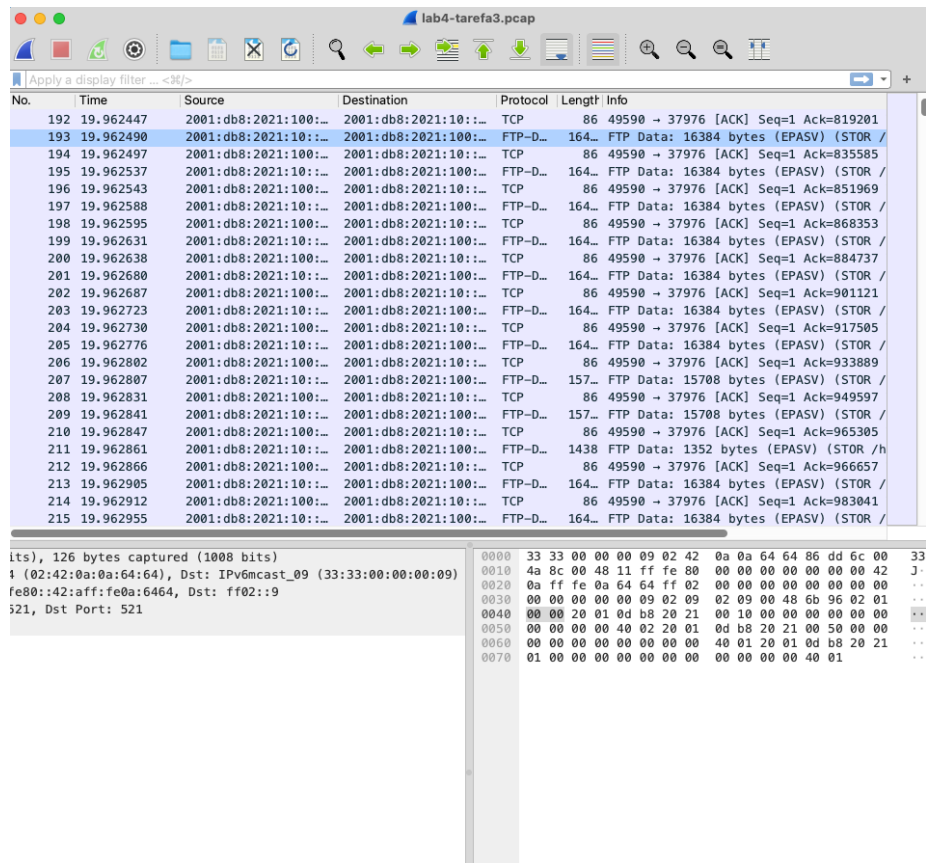 lab4-tarefa3.pcap
Apply a display filter ... <⌘/>
+
No. Time Source Destination Protocol Length Info
192 19.962447 2001:db8:2021:100:… 2001:db8:2021:10::… TCP 86 49590 → 37976 [ACK] Seq=1 Ack=819201
193 19.962490 2001:db8:2021:10::… 2001:db8:2021:100:… FTP-D… 164… FTP Data: 16384 bytes (EPASV) (STOR /
194 19.962497 2001:db8:2021:100:… 2001:db8:2021:10::… TCP 86 49590 → 37976 [ACK] Seq=1 Ack=835585
195 19.962537 2001:db8:2021:10::… 2001:db8:2021:100:… FTP-D… 164… FTP Data: 16384 bytes (EPASV) (STOR /
196 19.962543 2001:db8:2021:100:… 2001:db8:2021:10::… TCP 86 49590 → 37976 [ACK] Seq=1 Ack=851969
197 19.962588 2001:db8:2021:10::… 2001:db8:2021:100:… FTP-D… 164… FTP Data: 16384 bytes (EPASV) (STOR /
198 19.962595 2001:db8:2021:100:… 2001:db8:2021:10::… TCP 86 49590 → 37976 [ACK] Seq=1 Ack=868353
199 19.962631 2001:db8:2021:10::… 2001:db8:2021:100:… FTP-D… 164… FTP Data: 16384 bytes (EPASV) (STOR /
200 19.962638 2001:db8:2021:100:… 2001:db8:2021:10::… TCP 86 49590 → 37976 [ACK] Seq=1 Ack=884737
201 19.962680 2001:db8:2021:10::… 2001:db8:2021:100:… FTP-D… 164… FTP Data: 16384 bytes (EPASV) (STOR /
202 19.962687 2001:db8:2021:100:… 2001:db8:2021:10::… TCP 86 49590 → 37976 [ACK] Seq=1 Ack=901121
203 19.962723 2001:db8:2021:10::… 2001:db8:2021:100:… FTP-D… 164… FTP Data: 16384 bytes (EPASV) (STOR /
204 19.962730 2001:db8:2021:100:… 2001:db8:2021:10::… TCP 86 49590 → 37976 [ACK] Seq=1 Ack=917505
205 19.962776 2001:db8:2021:10::… 2001:db8:2021:100:… FTP-D… 164… FTP Data: 16384 bytes (EPASV) (STOR /
206 19.962802 2001:db8:2021:100:… 2001:db8:2021:10::… TCP 86 49590 → 37976 [ACK] Seq=1 Ack=933889
207 19.962807 2001:db8:2021:10::… 2001:db8:2021:100:… FTP-D… 157… FTP Data: 15708 bytes (EPASV) (STOR /
208 19.962831 2001:db8:2021:100:… 2001:db8:2021:10::… TCP 86 49590 → 37976 [ACK] Seq=1 Ack=949597
209 19.962841 2001:db8:2021:10::… 2001:db8:2021:100:… FTP-D… 157… FTP Data: 15708 bytes (EPASV) (STOR /
210 19.962847 2001:db8:2021:100:… 2001:db8:2021:10::… TCP 86 49590 → 37976 [ACK] Seq=1 Ack=965305
211 19.962861 2001:db8:2021:10::… 2001:db8:2021:100:… FTP-D… 1438 FTP Data: 1352 bytes (EPASV) (STOR /h
212 19.962866 2001:db8:2021:100:… 2001:db8:2021:10::… TCP 86 49590 → 37976 [ACK] Seq=1 Ack=966657
213 19.962905 2001:db8:2021:10::… 2001:db8:2021:100:… FTP-D… 164… FTP Data: 16384 bytes (EPASV) (STOR /
214 19.962912 2001:db8:2021:100:… 2001:db8:2021:10::… TCP 86 49590 → 37976 [ACK] Seq=1 Ack=983041
215 19.962955 2001:db8:2021:10::… 2001:db8:2021:100:… FTP-D… 164… FTP Data: 16384 bytes (EPASV) (STOR /
its), 126 bytes captured (1008 bits)
4 (02:42:0a:0a:64:64), Dst: IPv6mcast_09 (33:33:00:00:00:09)
fe80::42:aff:fe0a:6464, Dst: ff02::9
521, Dst Port: 521
0000 33 33 00 00 00 09 02 42 0a 0a 64 64 86 dd 6c 00 33
0010 4a 8c 00 48 11 ff fe 80 00 00 00 00 00 00 00 42 J·
0020 0a ff fe 0a 64 64 ff 02 00 00 00 00 00 00 00 00 ··
0030 00 00 00 00 00 09 02 09 02 09 00 48 6b 96 02 01 ··
0040 00 00 20 01 0d b8 20 21 00 10 00 00 00 00 00 00 ··
0050 00 00 00 00 40 02 20 01 0d b8 20 21 00 50 00 00 ··
0060 00 00 00 00 00 00 00 00 40 01 20 01 0d b8 20 21 ··
0070 01 00 00 00 00 00 00 00 00 00 00 00 40 01 ··